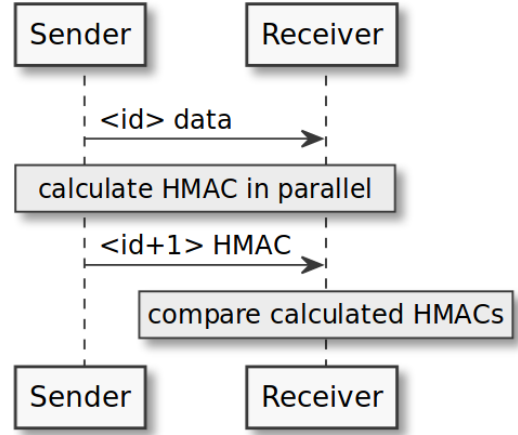 Sender
Receiver
<id> data
calculate HMAC in parallel
<id+1> HMAC
compare calculated HMACs
Sender
Receiver